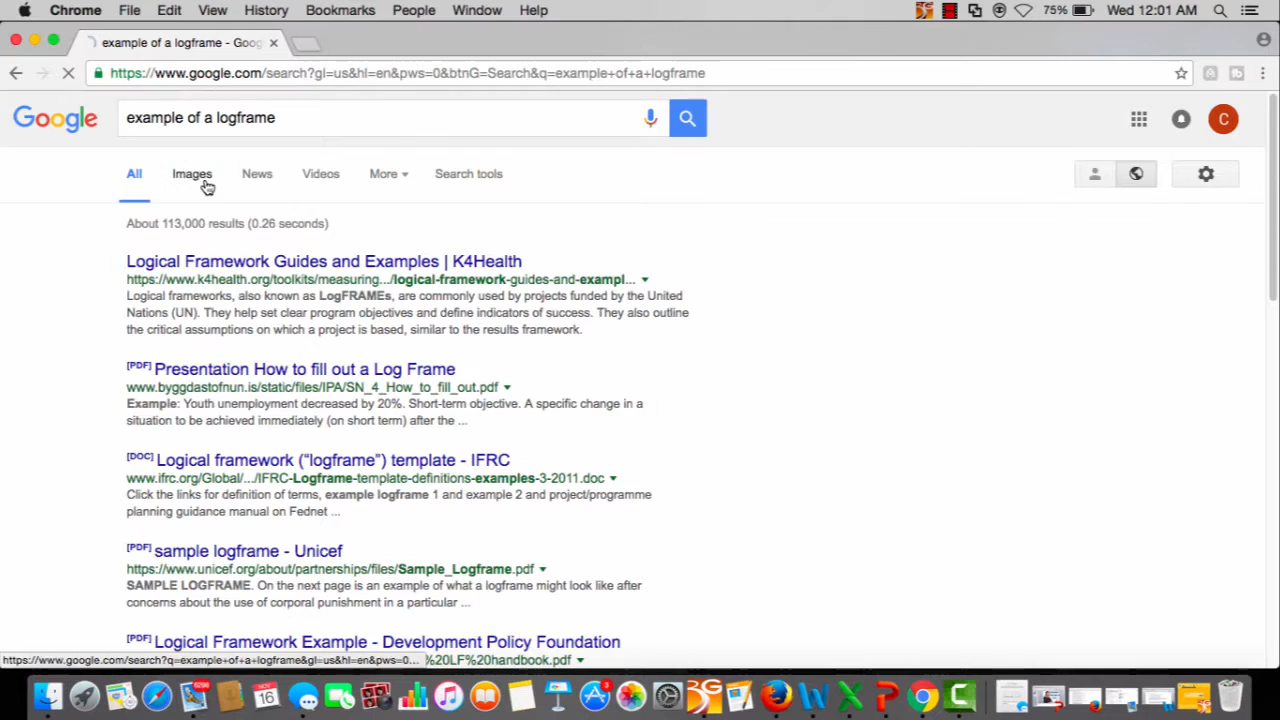 Chrome File Edit View History Bookmarks People Window Help 75% Wed 12:01 AM
example of a logframe - Goog
https://www.google.com/search?gl=us&hl=en&pws=0&btnG=Search&q=example+of+a+logframe
Google example of a logframe C
All Images News Videos More Search tools
About 113,000 results (0.26 seconds)
Logical Framework Guides and Examples | K4Health
https://www.k4health.org/toolkits/measuring.../logical-framework-guides-and-exampl...
Logical frameworks, also known as LogFRAMEs, are commonly used by projects funded by the United
Nations (UN). They help set clear program objectives and define indicators of success. They also outline
the critical assumptions on which a project is based, similar to the results framework.
[PDF] Presentation How to fill out a Log Frame
www.byggdastofnun.is/static/files/IPA/SN_4_How_to_fill_out.pdf
Example: Youth unemployment decreased by 20%. Short-term objective. A specific change in a
situation to be achieved immediately (on short term) after the ...
[DOC] Logical framework (“logframe”) template - IFRC
www.ifrc.org/Global/.../IFRC-Logframe-template-definitions-examples-3-2011.doc
Click the links for definition of terms, example logframe 1 and example 2 and project/programme
planning guidance manual on Fednet ...
[PDF] sample logframe - Unicef
https://www.unicef.org/about/partnerships/files/Sample_Logframe.pdf
SAMPLE LOGFRAME. On the next page is an example of what a logframe might look like after
concerns about the use of corporal punishment in a particular ...
[PDF] Logical Framework Example - Development Policy Foundation
https://www.google.com/search?q=example+of+a+logframe&gl=us&hl=en&pws=0... %20LF%20handbook.pdf